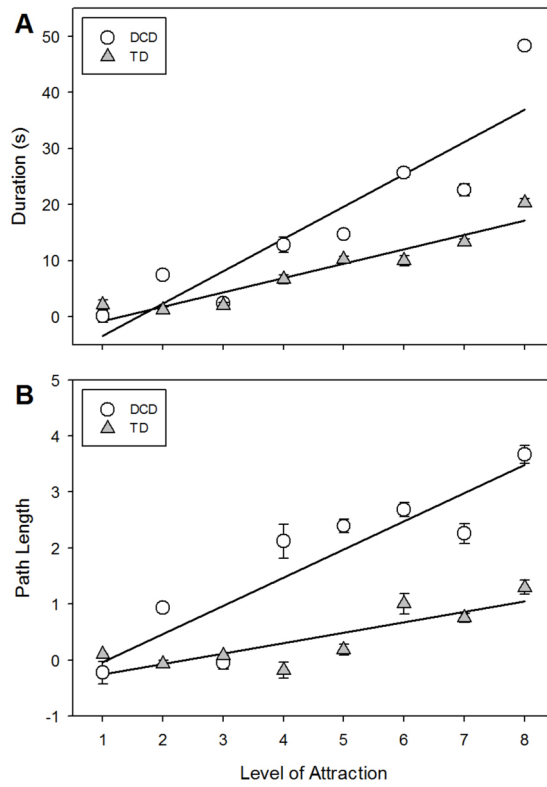 A
DCD
TD
Duration (s)
50
40
30
20
10
0
B
DCD
TD
Path Length
5
4
3
2
1
0
-1
1 2 3 4 5 6 7 8
Level of Attraction